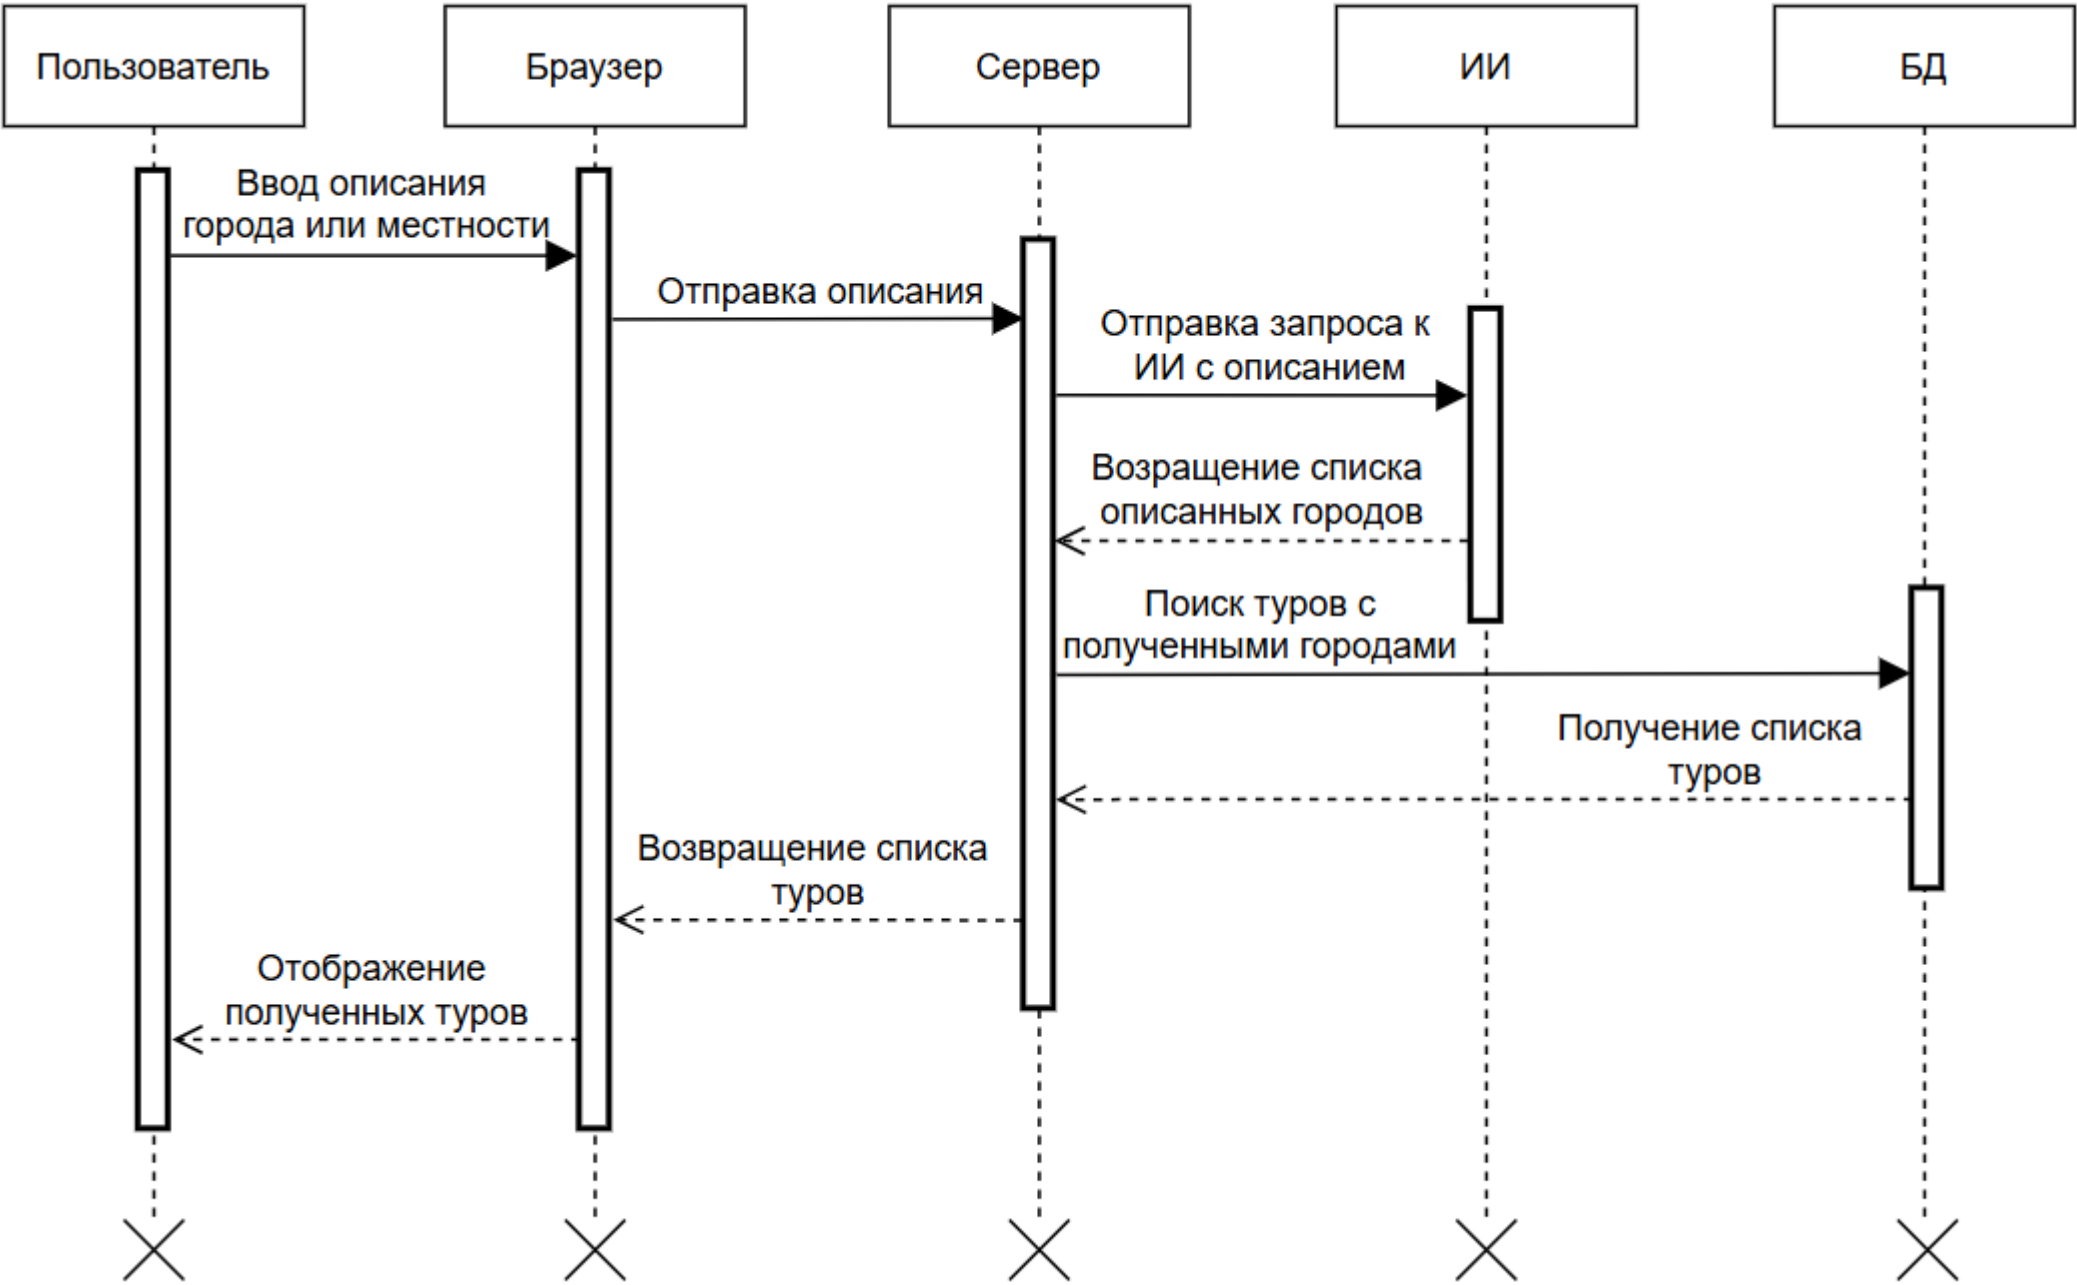 Пользователь
Браузер
Сервер
ИИ
БД
Ввод описания
города или местности
Отправка описания
Отправка запроса к
ИИ с описанием
Возращение списка
описанных городов
Поиск туров с
полученными городами
Получение списка
туров
Возвращение списка
туров
Отображение
полученных туров